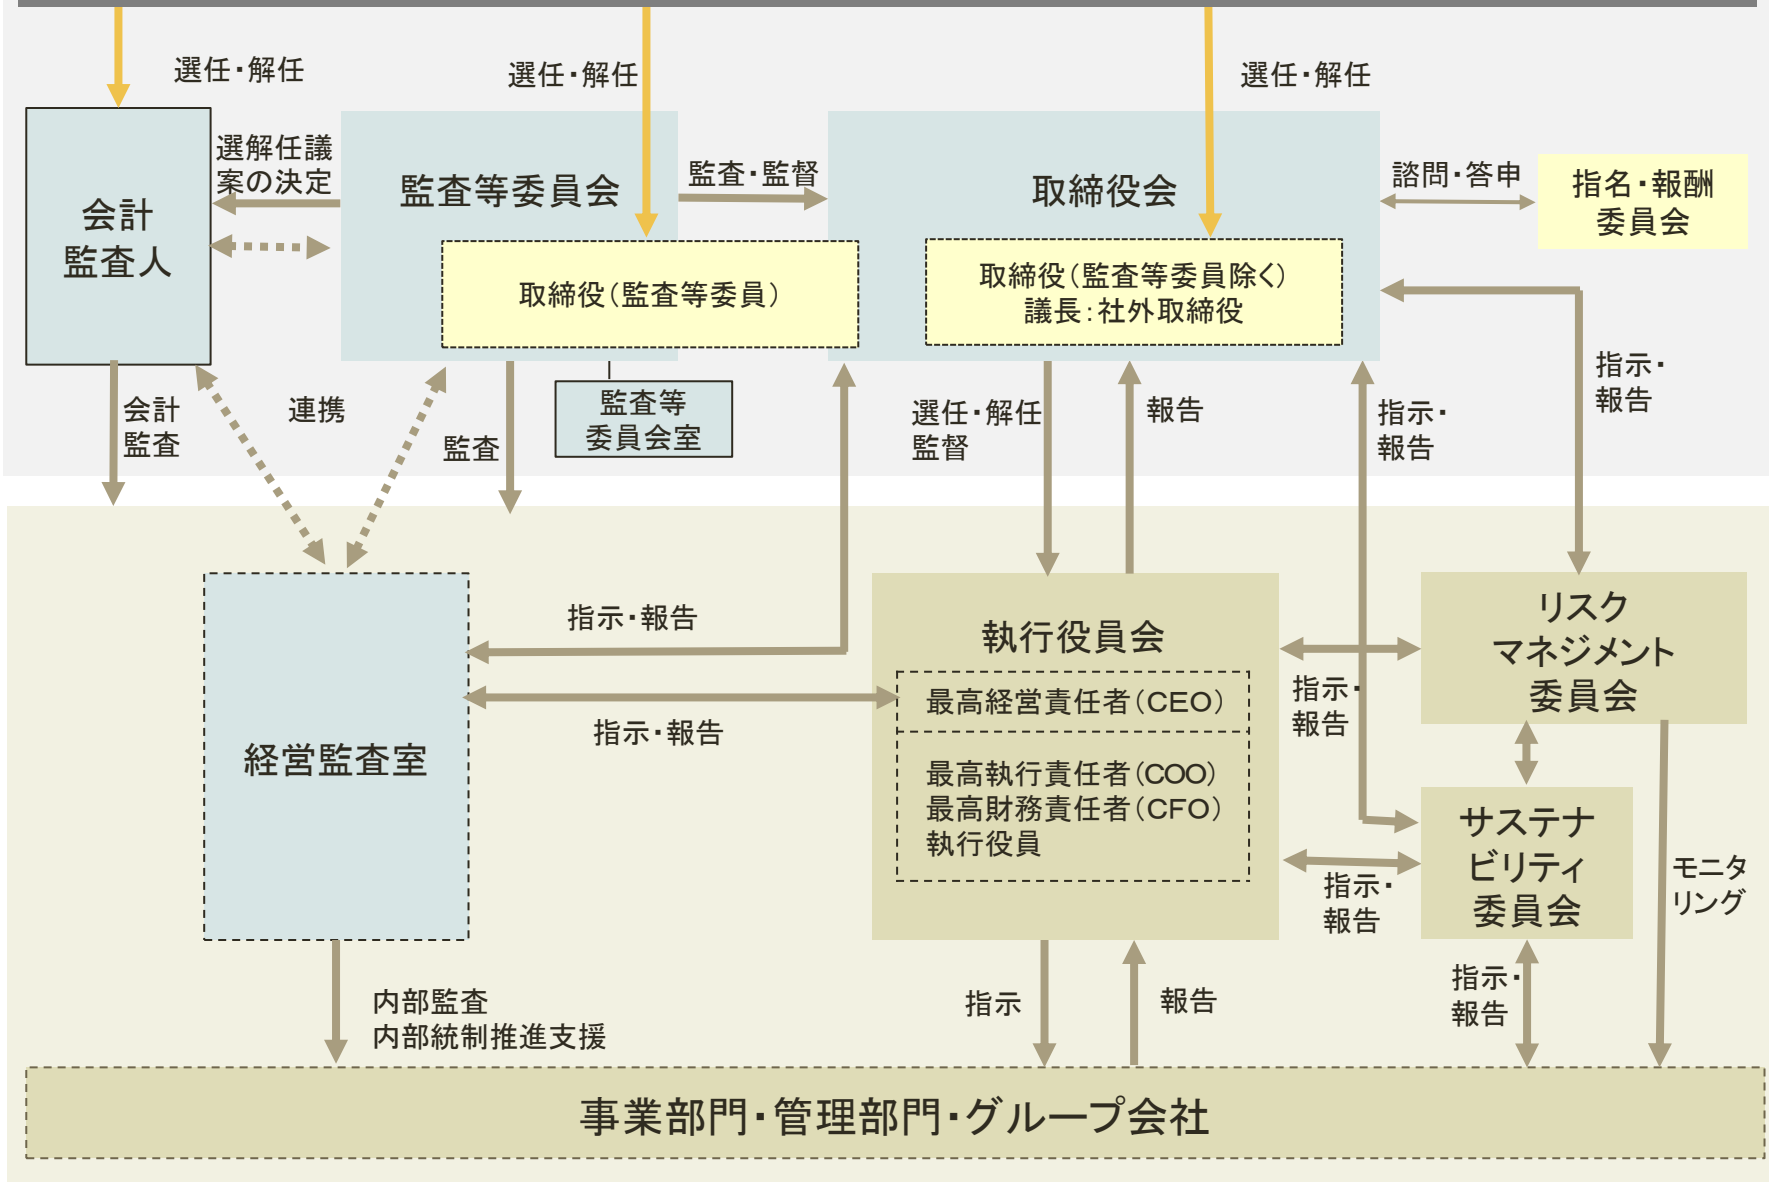 選任・解任
選任・解任
選任・解任
会計
監査人
選解任議
案の決定
監査等委員会
監査・監督
取締役会
諮問・答申
指名・報酬
委員会
取締役（監査等委員）
取締役（監査等委員除く）
議長：社外取締役
監査等
委員会室
会計
監査
連携
監査
選任・解任
監督
報告
指示・
報告
指示・
報告
経営監査室
指示・報告
指示・報告
執行役員会
最高経営責任者（CEO）
最高執行責任者（COO）
最高財務責任者（CFO）
執行役員
指示・
報告
リスク
マネジメント
委員会
指示・
報告
サステナ
ビリティ
委員会
モニタ
リング
内部監査
内部統制推進支援
指示
報告
指示・
報告
事業部門・管理部門・グループ会社